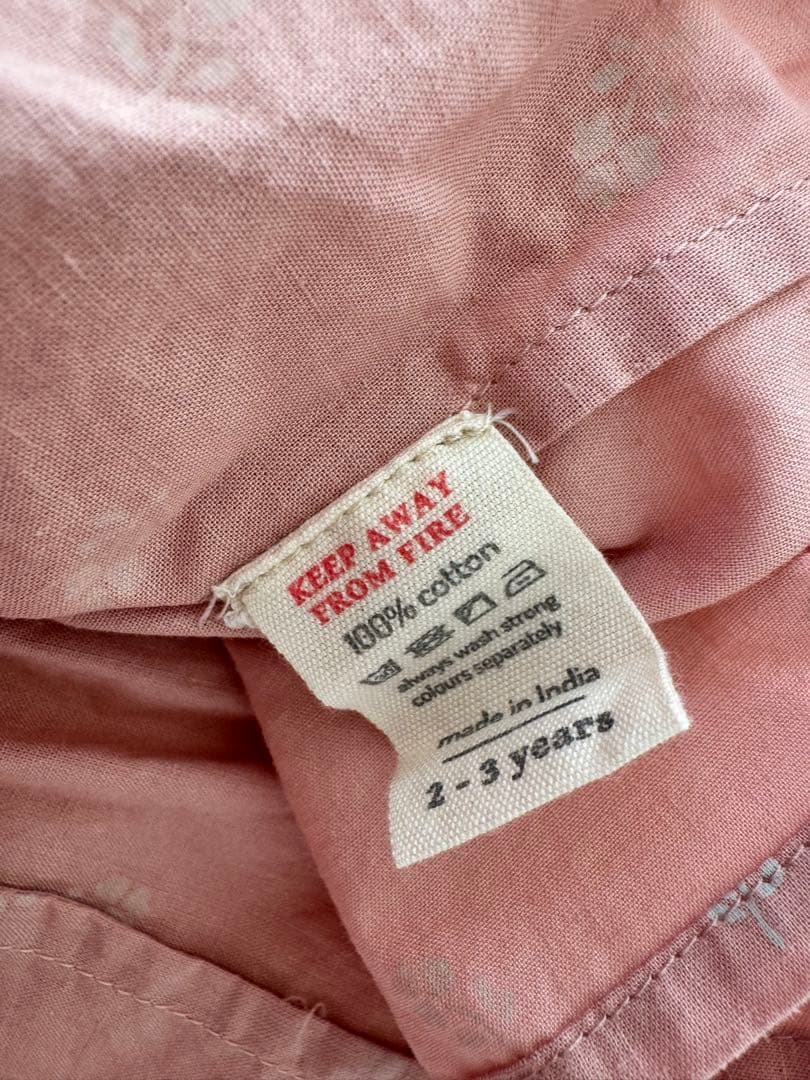 KEEP AWAY
FROM FIRE
100% cotton
always wash strong
colours separately
made in India
2 - 3 years